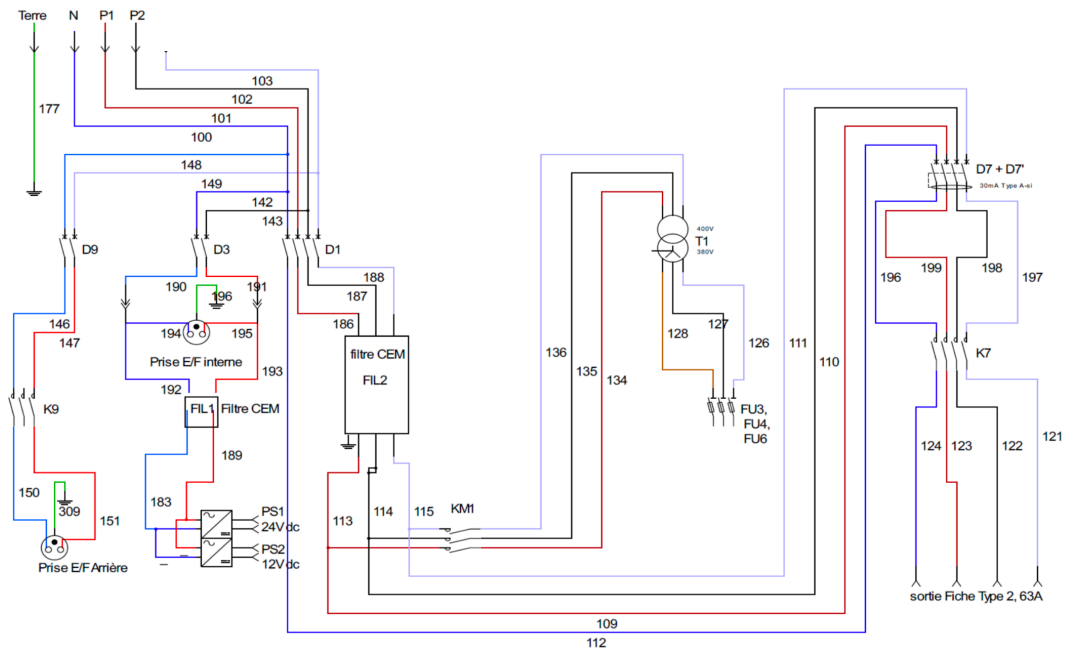 Terre
N
P1
P2
103
177
102
101
100
148
149
142
143
D9
D3
D1
188
190
196
191
187
146
147
194
195
186
Prise E/F interne
193
192
filtre CEM
FIL2
FIL1 Filtre CEM
K9
189
150
183
309
151
PS1
24Vdc
PS2
12Vdc
Prise E/F Arrière
113
114
115
KM1
136
135
134
400V
T1
380V
128
127
126
FU3,
FU4,
FU6
111
110
D7 + D7'
30mA Type A-si
196
199
198
197
K7
124
123
122
121
sortie Fiche Type 2, 63A
109
112